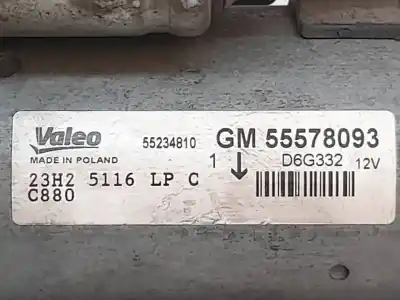 Valeo 55234810 GM 55578093
MADE IN POLAND 1 D6G332 12V
23H2 5116 LP C
C880